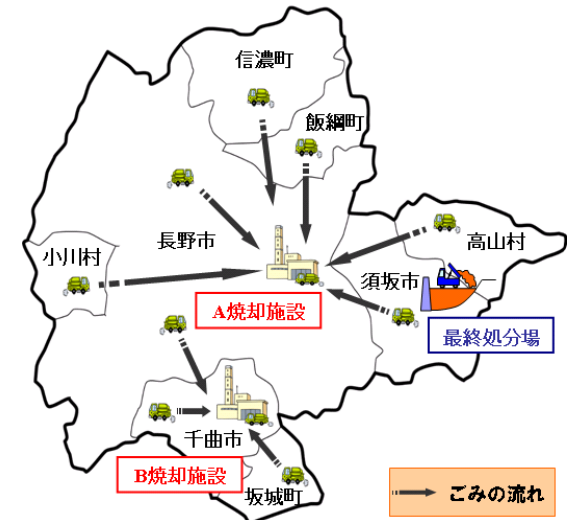 信濃町
飯綱町
長野市
小川村
高山村
須坂市
A焼却施設
最終処分場
千曲市
B焼却施設
坂城町
ごみの流れ